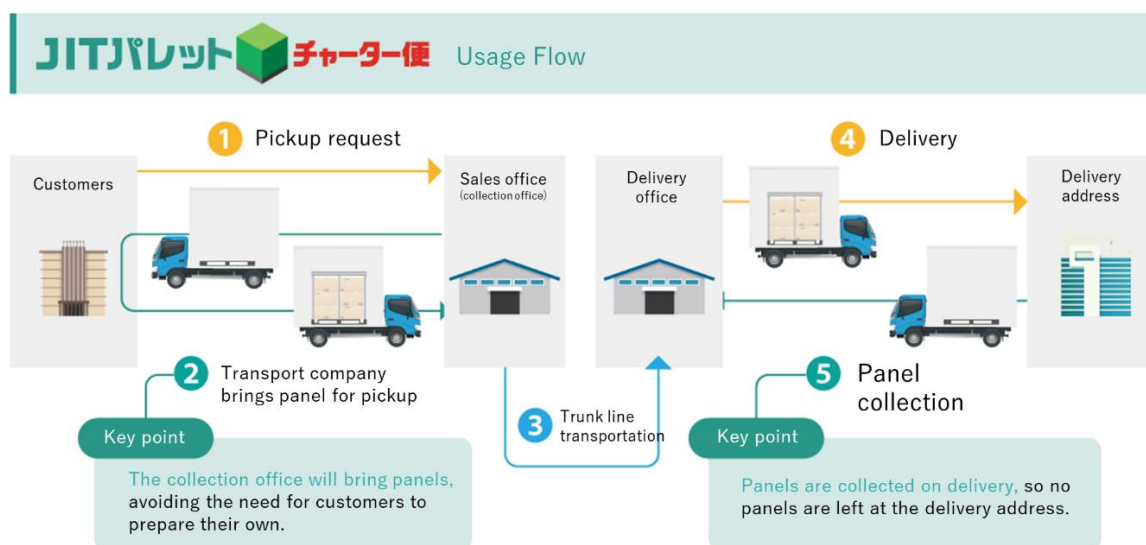 JITパレットチャーター便 Usage Flow
1 Pickup request
4 Delivery
Customers
Sales office
(collection office)
Delivery
office
Delivery
address
2 Transport company
brings panel for pickup
3 Trunk line
transportation
5 Panel
collection
Key point
The collection office will bring panels,
avoiding the need for customers to
prepare their own.
Key point
Panels are collected on delivery, so no
panels are left at the delivery address.